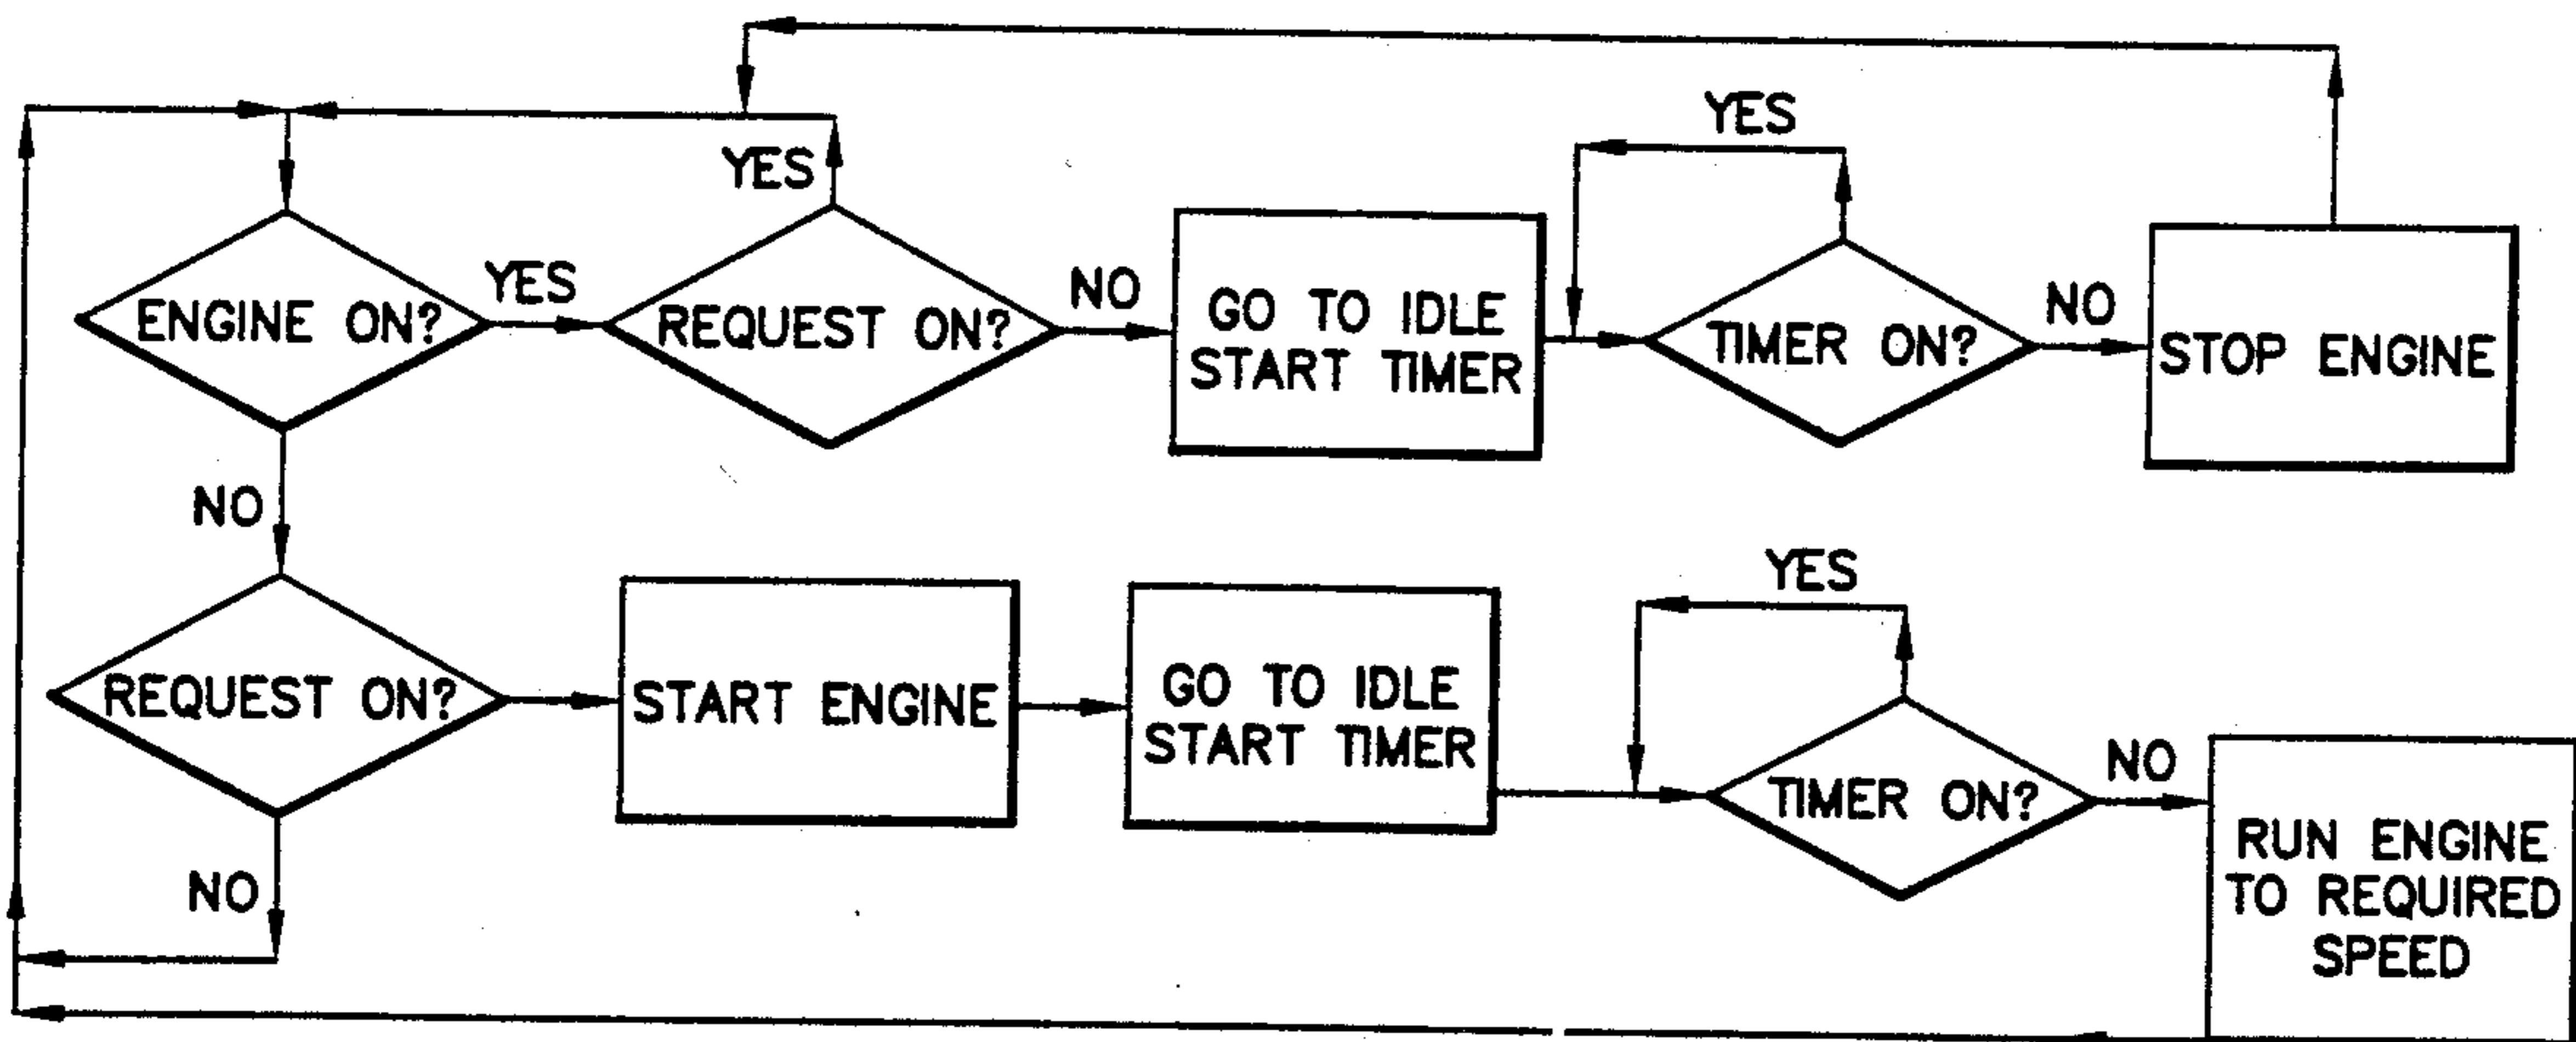 YES
YES
ENGINE ON?
YES
REQUEST ON?
NO
GO TO IDLE
START TIMER
TIMER ON?
NO
STOP ENGINE
NO
REQUEST ON?
START ENGINE
GO TO IDLE
START TIMER
YES
TIMER ON?
NO
RUN ENGINE
TO REQUIRED
SPEED
NO